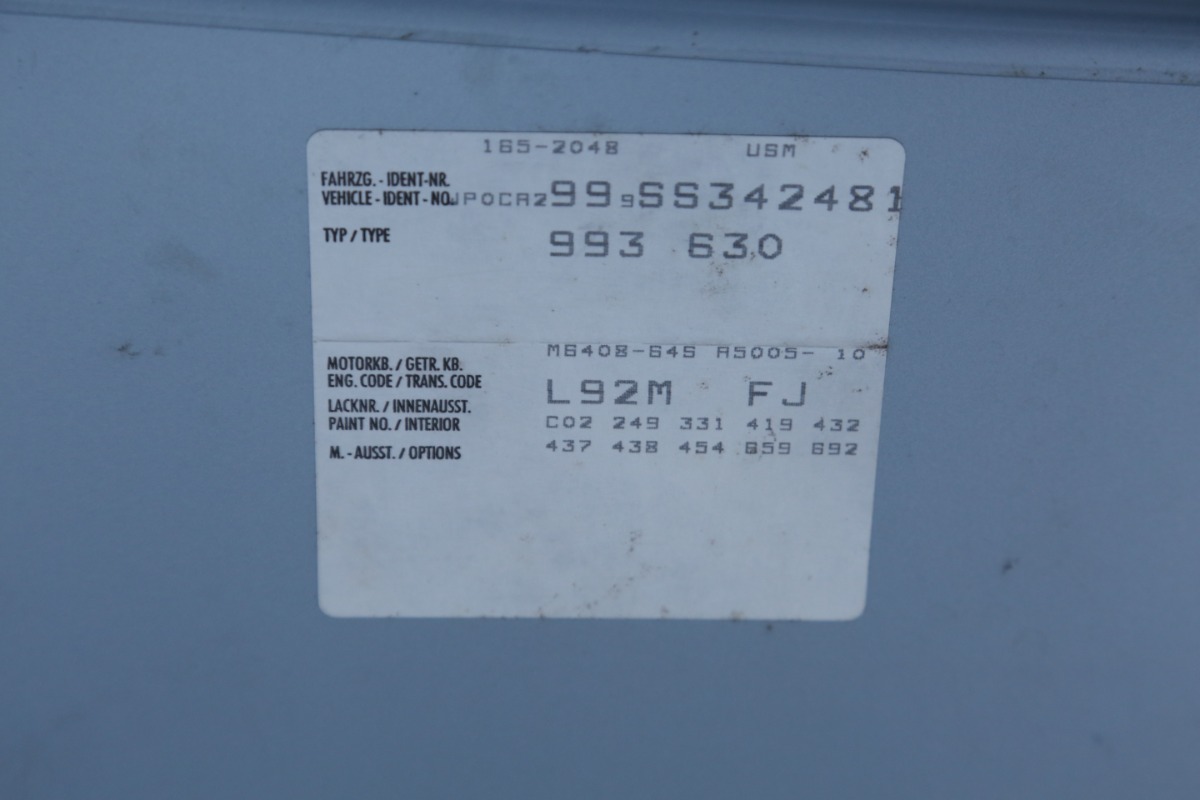 165-2048 USM
FAHRZG. - IDENT-NR.
VEHICLE - IDENT - NO. WP0CA2999SS342481
TYP / TYPE 993 630
MOTORKB. / GETR. KB. M6408-64S A5005- 10
ENG. CODE / TRANS. CODE
LACKNR. / INNENAUSST. L92M FJ
PAINT NO. / INTERIOR C02 249 331 419 432
M. - AUSST. / OPTIONS 437 438 454 659 692